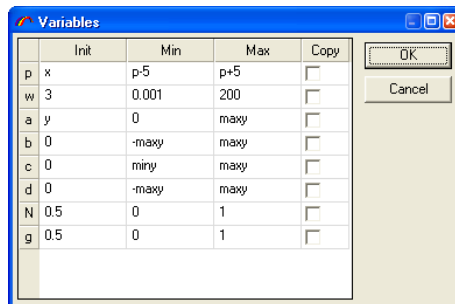 Variables
Init Min Max Copy
p x p-5 p+5
w 3 0.001 200
a y 0 maxy
b 0 -maxy maxy
c 0 miny maxy
d 0 -maxy maxy
N 0.5 0 1
g 0.5 0 1
OK
Cancel